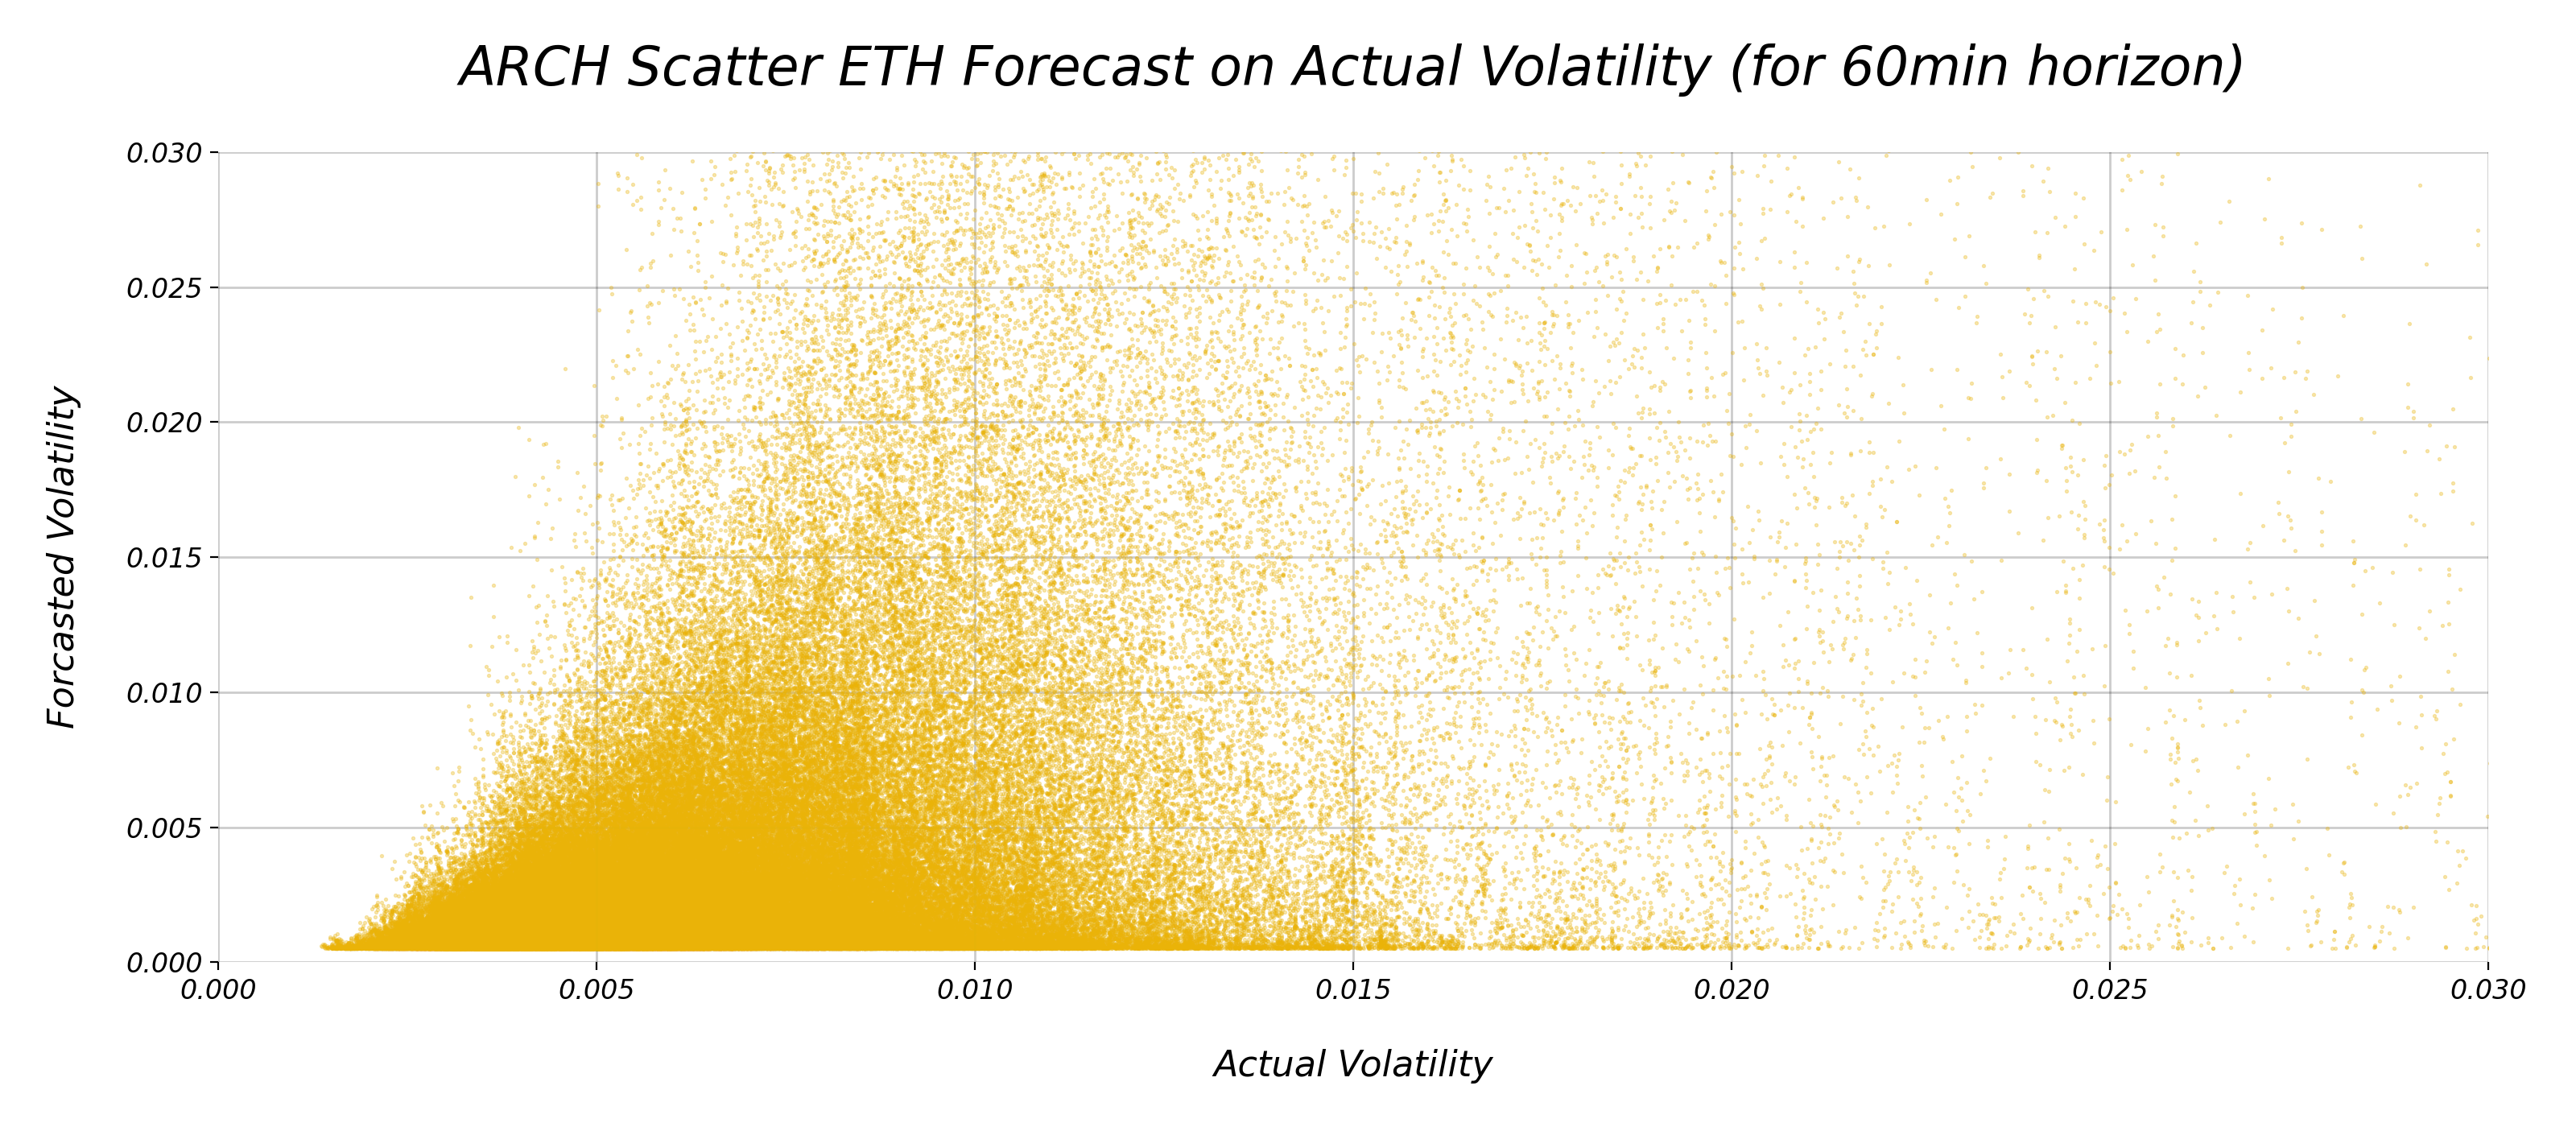 ARCH Scatter ETH Forecast on Actual Volatility (for 60min horizon)
0.030
0.025
0.020
0.015
0.010
0.005
0.000
Forcasted Volatility
0.000 0.005 0.010 0.015 0.020 0.025 0.030
Actual Volatility